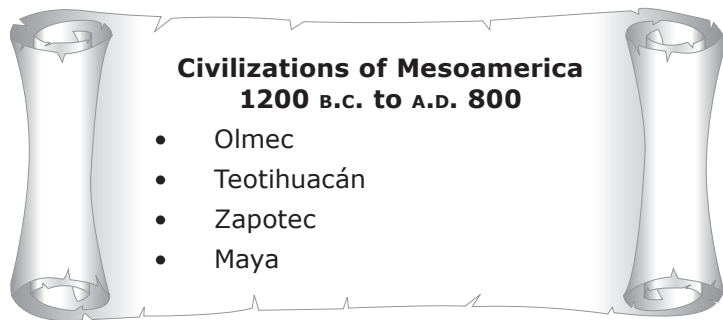 Civilizations of Mesoamerica
1200 B.C. to A.D. 800
• Olmec
• Teotihuacán
• Zapotec
• Maya